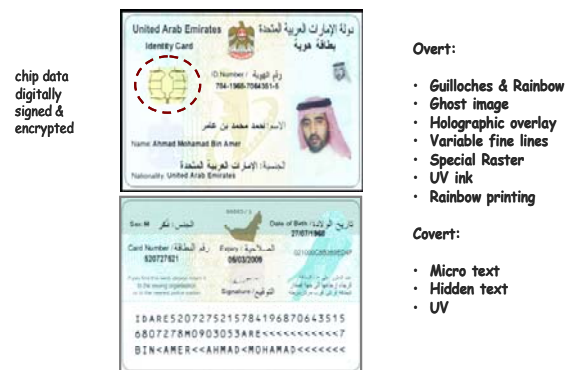 United Arab Emirates دولة الإمارات العربية المتحدة
Identity Card بطاقة هوية
ID Number / رقم الهوية
784-1968-7064351-5
الاسم: احمد محمد بن عامر
Name: Ahmad Mohamad Bin Amer
الجنسية: الإمارات العربية المتحدة
Nationality: United Arab Emirates
chip data
digitally
signed &
encrypted
Sex: M الجنس: ذكر
Date of Birth / تاريخ الولادة
27/07/1968
Card Number / رقم البطاقة
520727521
Expiry / الصلاحية
05/03/2009
Signature / التوقيع
IDARE5207275215784196870643515
6807278M0903053ARE<<<<<<<<<<<7
BIN<AMER<<AHMAD<MOHAMAD<<<<<<<
Overt:
· Guilloches & Rainbow
· Ghost image
· Holographic overlay
· Variable fine lines
· Special Raster
· UV ink
· Rainbow printing
Covert:
· Micro text
· Hidden text
· UV